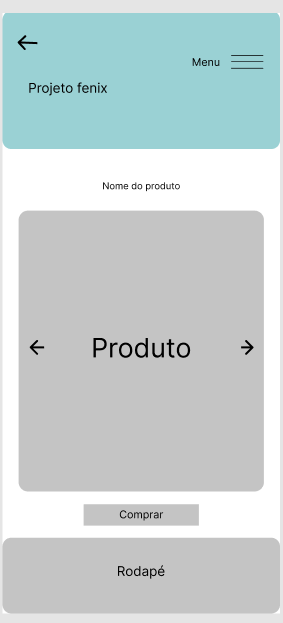 Menu
Projeto fenix
Nome do produto
Produto
Comprar
Rodapé